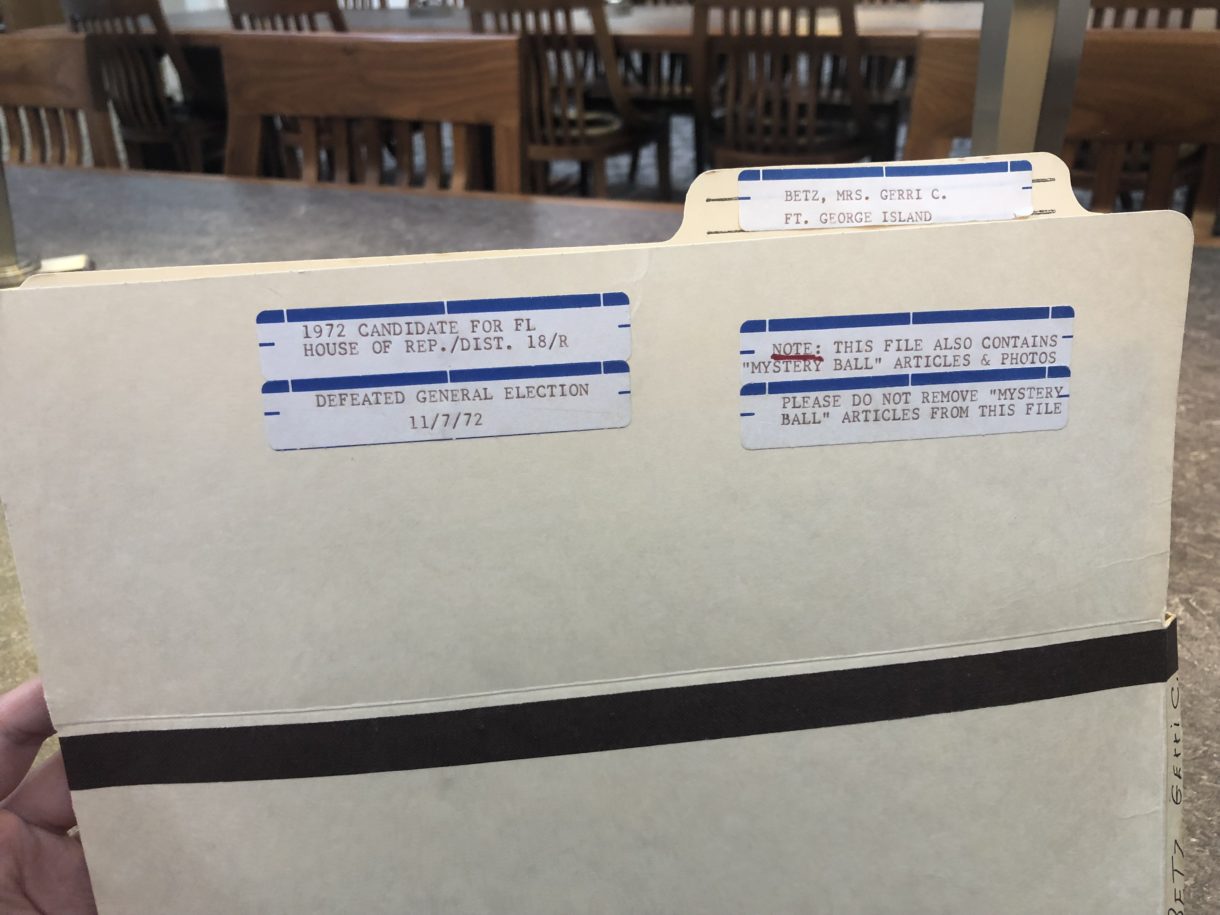 BETZ, MRS. GERRI C.
FT. GEORGE ISLAND
1972 CANDIDATE FOR FL
HOUSE OF REP./DIST. 18/R
DEFEATED GENERAL ELECTION
11/7/72
NOTE: THIS FILE ALSO CONTAINS
"MYSTERY BALL" ARTICLES & PHOTOS
PLEASE DO NOT REMOVE "MYSTERY
BALL" ARTICLES FROM THIS FILE
BETZ Gerri C.